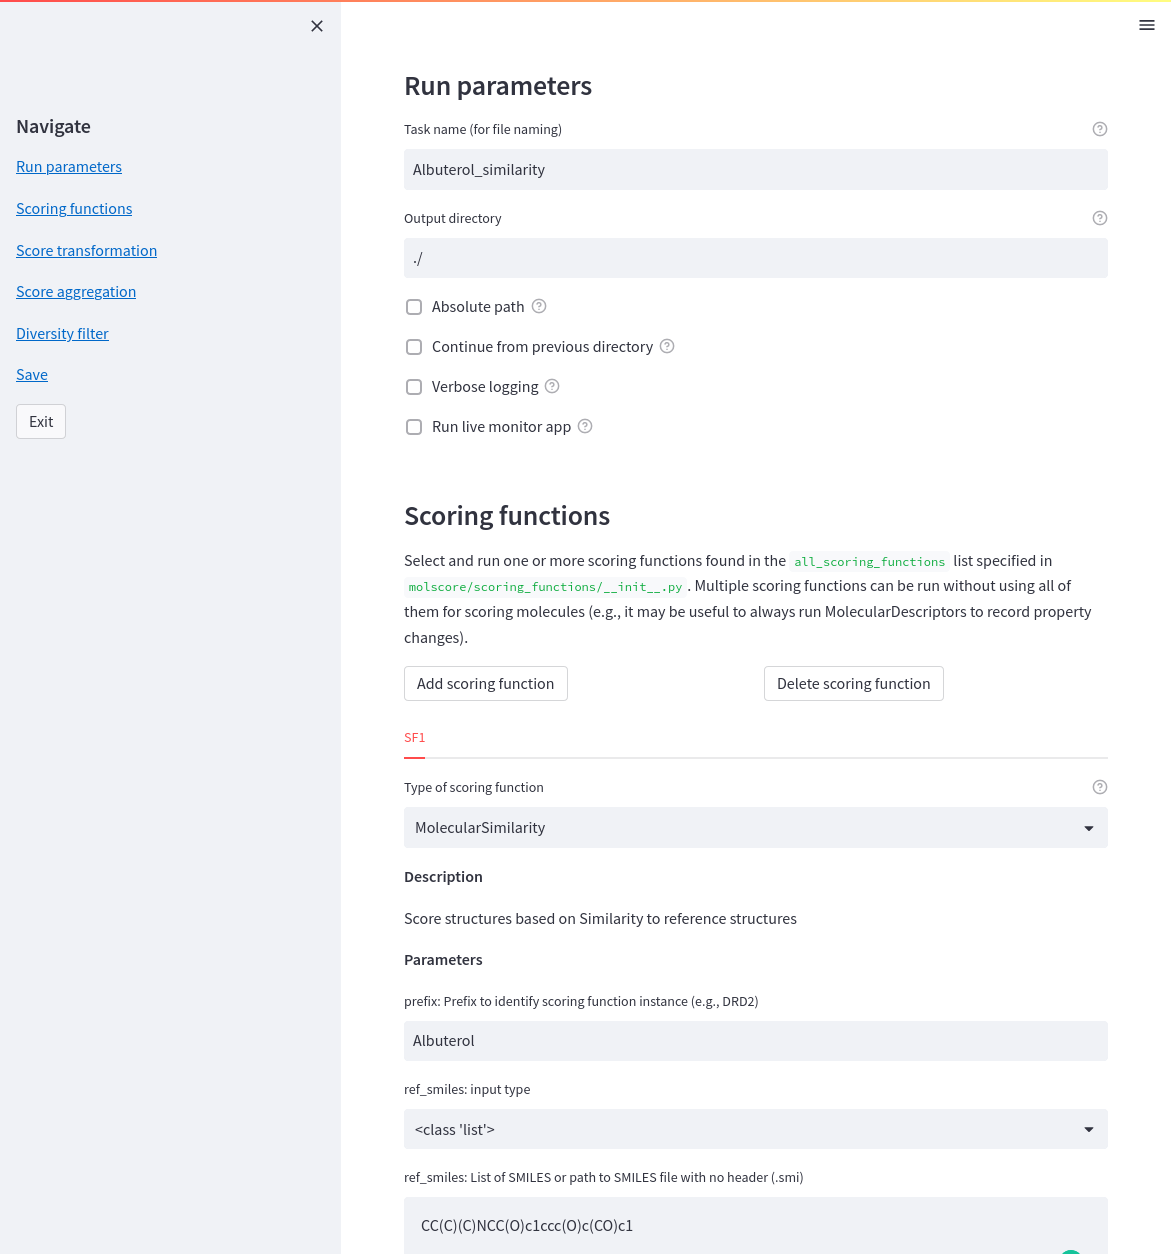 Navigate
Run parameters
Scoring functions
Score transformation
Score aggregation
Diversity filter
Save
Exit
Run parameters
Task name (for file naming)
Albuterol_similarity
Output directory
./
Absolute path
Continue from previous directory
Verbose logging
Run live monitor app
Scoring functions
Select and run one or more scoring functions found in the all_scoring_functions list specified in
molscore/scoring_functions/__init__.py . Multiple scoring functions can be run without using all of
them for scoring molecules (e.g., it may be useful to always run MolecularDescriptors to record property
changes).
Add scoring function
Delete scoring function
SF1
Type of scoring function
MolecularSimilarity
Description
Score structures based on Similarity to reference structures
Parameters
prefix: Prefix to identify scoring function instance (e.g., DRD2)
Albuterol
ref_smiles: input type
<class 'list'>
ref_smiles: List of SMILES or path to SMILES file with no header (.smi)
CC(C)(C)NCC(O)c1ccc(O)c(CO)c1